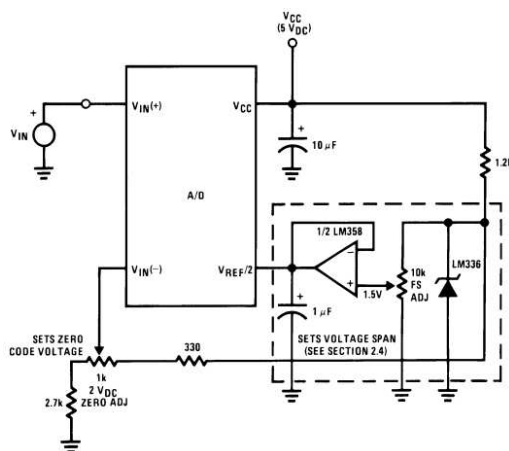 VCC
(5 VDC)
VIN(+)
VCC
+
VIN
+
10 µF
A/D
1.2
1/2 LM358
−
+
1.5V
10k
FS
ADJ
LM336
VIN(−)
VREF/2
+
1 µF
SETS ZERO
CODE VOLTAGE
SETS VOLTAGE SPAN
(SEE SECTION 2.4)
330
1k
2 VDC
ZERO ADJ
2.7k